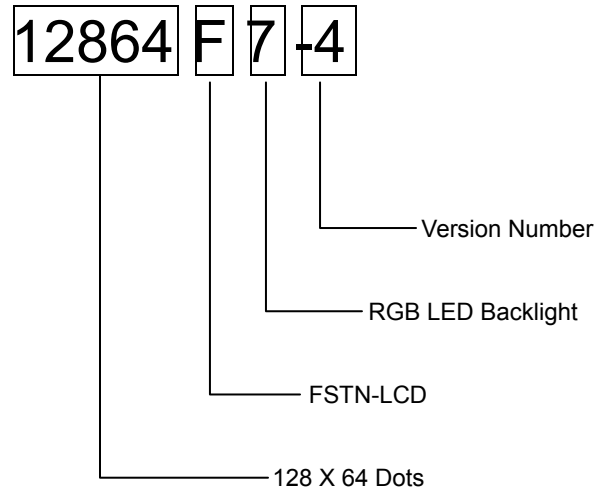 12864 F 7 -4
Version Number
RGB LED Backlight
FSTN-LCD
128 X 64 Dots